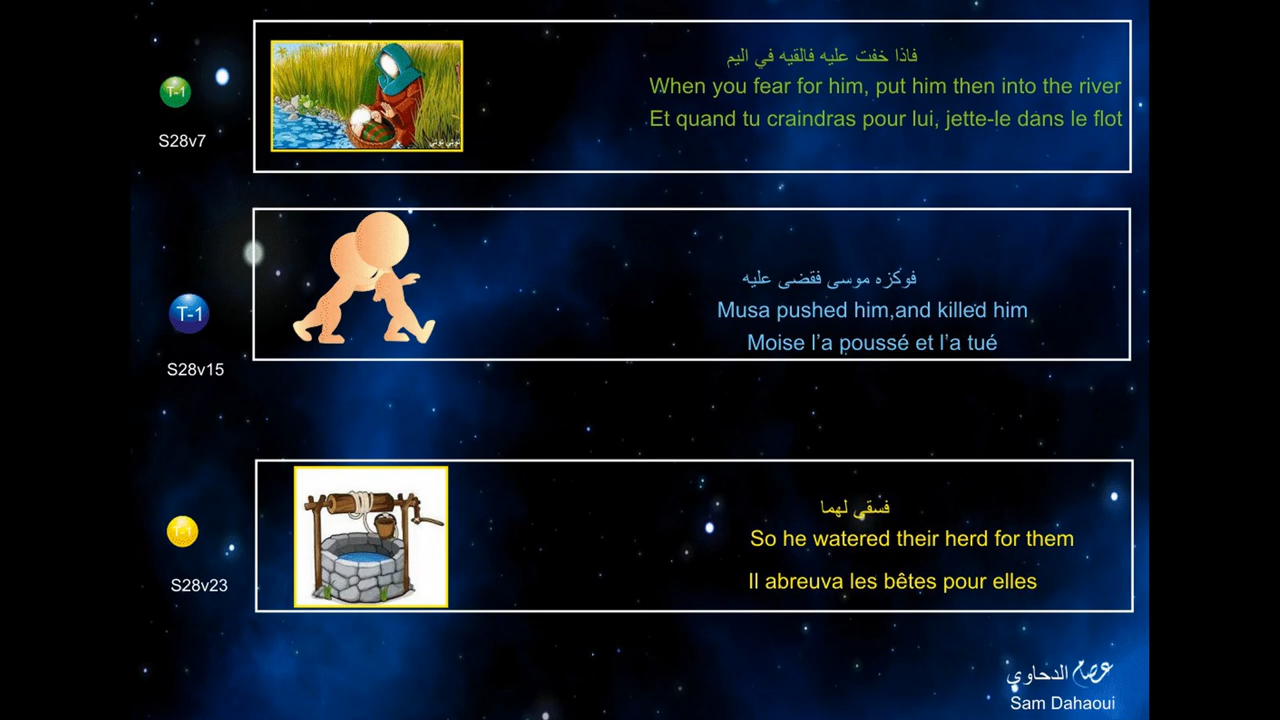 فاذا خفت عليه فالقيه في اليم
When you fear for him, put him then into the river
Et quand tu craindras pour lui, jette-le dans le flot
T-1
S28v7
توتي توتي
فوكزه موسى فقضى عليه
Musa pushed him,and killed him
Moise l’a poussé et l’a tué
T-1
S28v15
فسقى لهما
So he watered their herd for them
Il abreuva les bêtes pour elles
T-1
S28v23
عصام الدحاوي
Sam Dahaoui